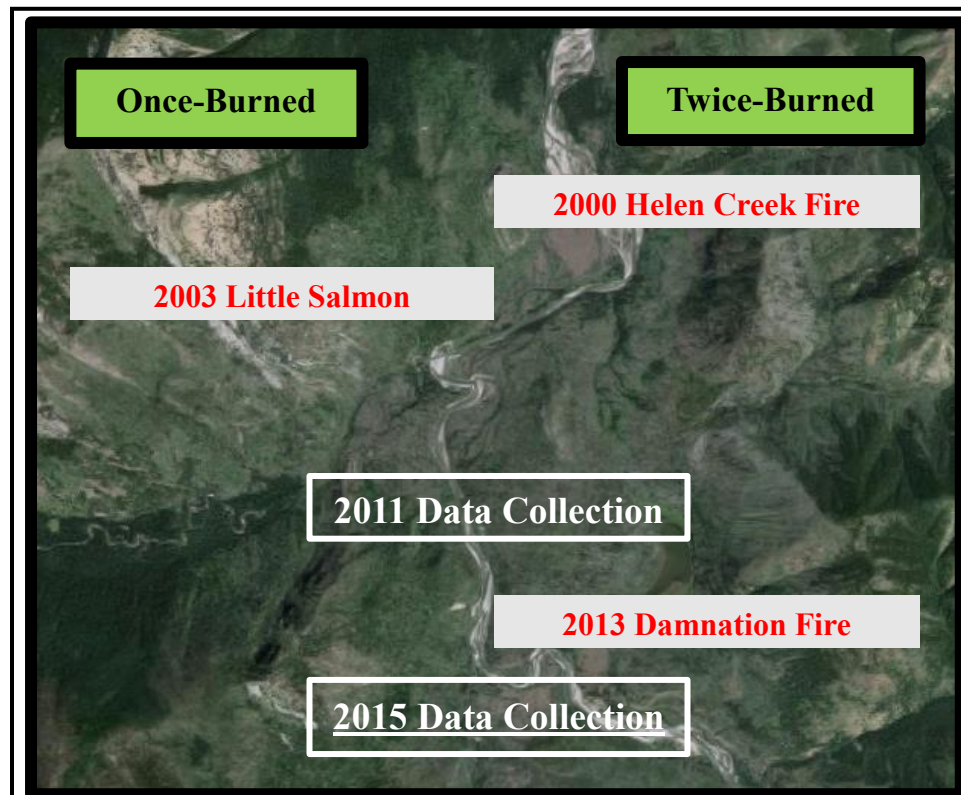 Once-Burned
Twice-Burned
2000 Helen Creek Fire
2003 Little Salmon
2011 Data Collection
2013 Damnation Fire
2015 Data Collection